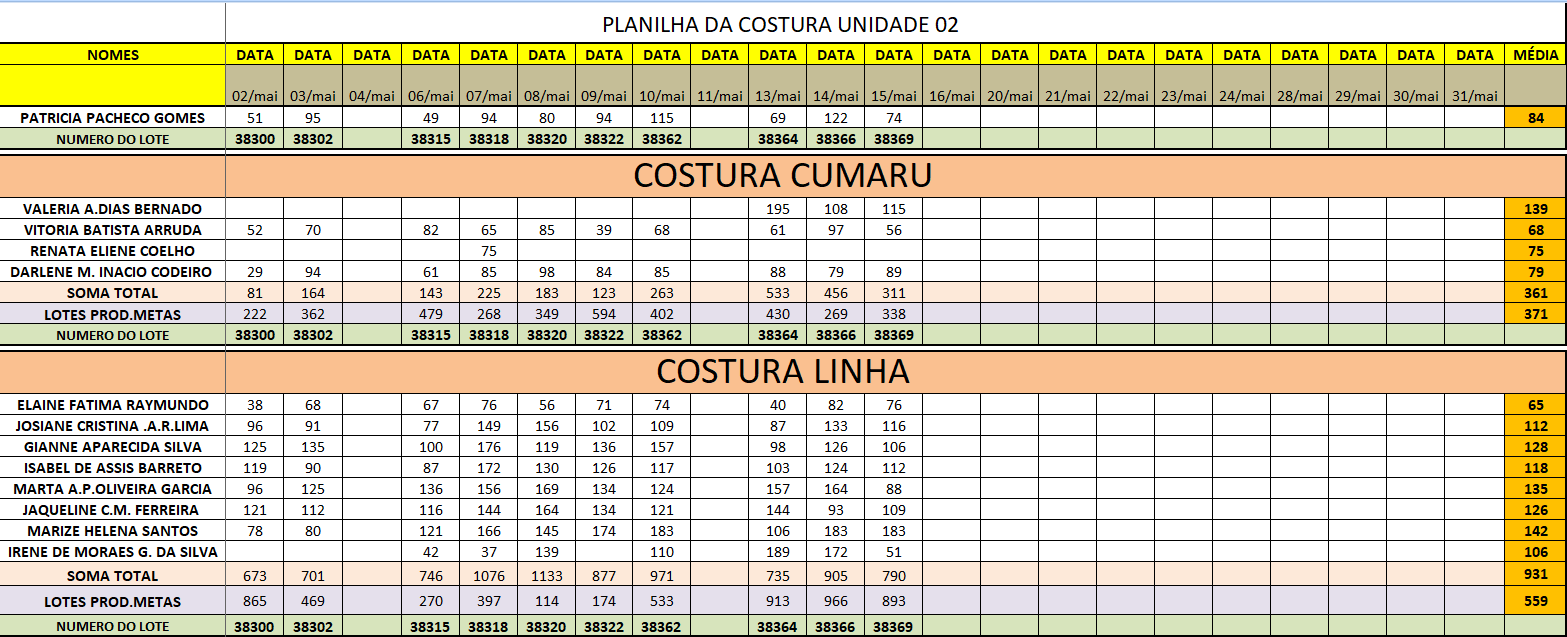 PLANILHA DA COSTURA UNIDADE 02
NOMES DATA DATA DATA DATA DATA DATA DATA DATA DATA DATA DATA DATA DATA DATA DATA DATA DATA DATA DATA DATA DATA DATA MÉDIA
02/mai 03/mai 04/mai 06/mai 07/mai 08/mai 09/mai 10/mai 11/mai 13/mai 14/mai 15/mai 16/mai 20/mai 21/mai 22/mai 23/mai 24/mai 28/mai 29/mai 30/mai 31/mai
PATRICIA PACHECO GOMES 51 95 49 94 80 94 115 69 122 74 84
NUMERO DO LOTE 38300 38302 38315 38318 38320 38322 38362 38364 38366 38369
COSTURA CUMARU
VALERIA A.DIAS BERNADO 195 108 115 139
VITORIA BATISTA ARRUDA 52 70 82 65 85 39 68 61 97 56 68
RENATA ELIENE COELHO 75 75
DARLENE M. INACIO CODEIRO 29 94 61 85 98 84 85 88 79 89 79
SOMA TOTAL 81 164 143 225 183 123 263 533 456 311 361
LOTES PROD.METAS 222 362 479 268 349 594 402 430 269 338 371
NUMERO DO LOTE 38300 38302 38315 38318 38320 38322 38362 38364 38366 38369
COSTURA LINHA
ELAINE FATIMA RAYMUNDO 38 68 67 76 56 71 74 40 82 76 65
JOSIANE CRISTINA .A.R.LIMA 96 91 77 149 156 102 109 87 133 116 112
GIANNE APARECIDA SILVA 125 135 100 176 119 136 157 98 126 106 128
ISABEL DE ASSIS BARRETO 119 90 87 172 130 126 117 103 124 112 118
MARTA A.P.OLIVEIRA GARCIA 96 125 136 156 169 134 124 157 164 88 135
JAQUELINE C.M. FERREIRA 121 112 116 144 164 134 121 144 93 109 126
MARIZE HELENA SANTOS 78 80 121 166 145 174 183 106 183 183 142
IRENE DE MORAES G. DA SILVA 42 37 139 110 189 172 51 106
SOMA TOTAL 673 701 746 1076 1133 877 971 735 905 790 931
LOTES PROD.METAS 865 469 270 397 114 174 533 913 966 893 559
NUMERO DO LOTE 38300 38302 38315 38318 38320 38322 38362 38364 38366 38369